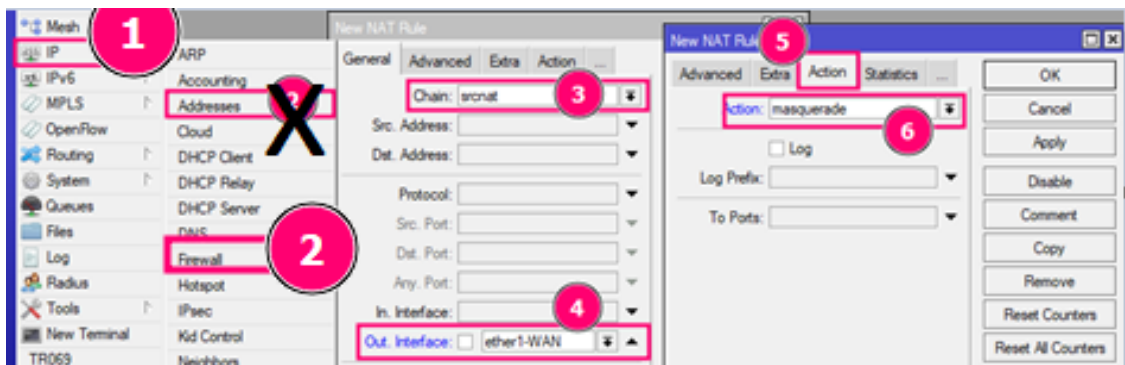 Mesh
1
IP
IPv6
MPLS
OpenFlow
Routing
System
Queues
Files
Log
Radius
Tools
New Terminal
TR069
ARP
Accounting
Addresses
X
Cloud
DHCP Client
DHCP Relay
DHCP Server
DNS
Firewall
2
Hotspot
IPsec
Kid Control
Neighbors
New NAT Rule
General Advanced Extra Action ...
Chain: srcnat
3
Src. Address:
Dst. Address:
Protocol:
Src. Port:
Dst. Port:
Any. Port:
In. Interface:
4
Out. Interface: ether1-WAN
New NAT
5
Advanced Extra Action Statistics ...
Action: masquerade
6
Log
Log Prefix:
To Ports:
OK
Cancel
Apply
Disable
Comment
Copy
Remove
Reset Counters
Reset All Counters